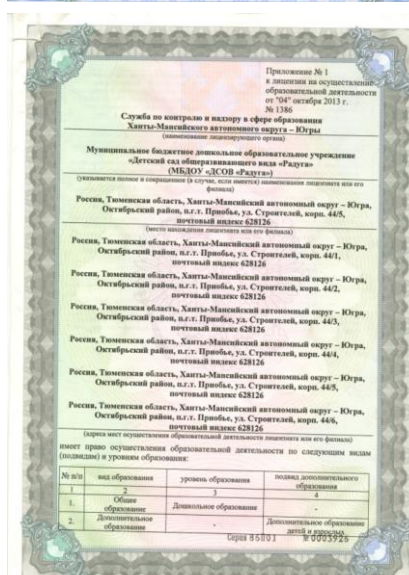 Приложение № 1
к лицензии на осуществление
образовательной деятельности
от "04" октября 2013 г.
№ 1386
Служба по контролю и надзору в сфере образования
Ханты-Мансийского автономного округа – Югры
(наименование лицензирующего органа)
Муниципальное бюджетное дошкольное образовательное учреждение
«Детский сад общеразвивающего вида «Радуга»
(МБДОУ «ДСОВ «Радуга»)
(указывается полное и сокращенное (в случае, если имеется) наименования лицензиата или его
филиала)
Россия, Тюменская область, Ханты-Мансийский автономный округ – Югра,
Октябрьский район, п.г.т. Приобье, ул. Строителей, корп. 44/5,
почтовый индекс 628126
(место нахождения лицензиата или его филиала)
Россия, Тюменская область, Ханты-Мансийский автономный округ – Югра,
Октябрьский район, п.г.т. Приобье, ул. Строителей, корп. 44/1,
почтовый индекс 628126
Россия, Тюменская область, Ханты-Мансийский автономный округ – Югра,
Октябрьский район, п.г.т. Приобье, ул. Строителей, корп. 44/2,
почтовый индекс 628126
Россия, Тюменская область, Ханты-Мансийский автономный округ – Югра,
Октябрьский район, п.г.т. Приобье, ул. Строителей, корп. 44/3,
почтовый индекс 628126
Россия, Тюменская область, Ханты-Мансийский автономный округ – Югра,
Октябрьский район, п.г.т. Приобье, ул. Строителей, корп. 44/4,
почтовый индекс 628126
Россия, Тюменская область, Ханты-Мансийский автономный округ – Югра,
Октябрьский район, п.г.т. Приобье, ул. Строителей, корп. 44/5,
почтовый индекс 628126
Россия, Тюменская область, Ханты-Мансийский автономный округ – Югра,
Октябрьский район, п.г.т. Приобье, ул. Строителей, корп. 44/6,
почтовый индекс 628126
(адреса мест осуществления образовательной деятельности лицензиата или его филиала)
имеет право осуществления образовательной деятельности по следующим видам
(подвидам) и уровням образования:
№ п/п вид образования уровень образования подвид дополнительного образования
1 2 3 4
1. Общее образование Дошкольное образование -
2. Дополнительное образование - Дополнительное образование детей и взрослых
Серия 86Л01 № 0003926